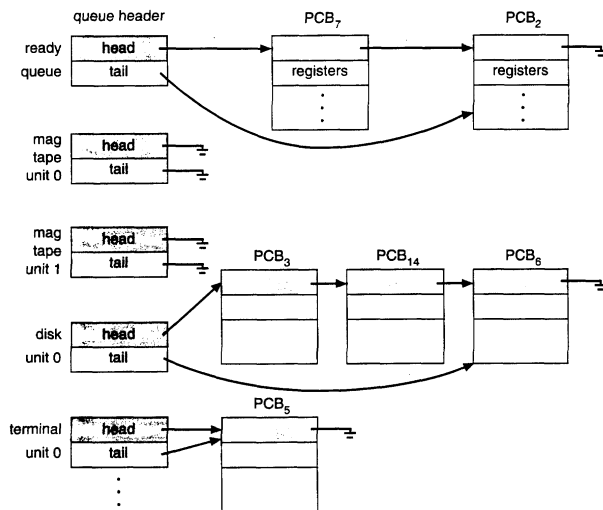 queue header
PCB7
PCB2
ready
head
queue
tail
registers
registers
mag
tape
unit 0
head
tail
mag
tape
unit 1
head
tail
PCB3
PCB14
PCB6
disk
unit 0
head
tail
PCB5
terminal
unit 0
head
tail